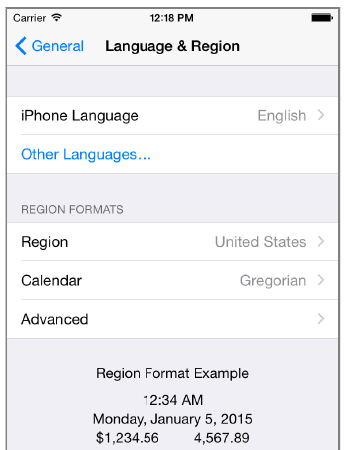 Carrier 12:18 PM
General Language & Region
iPhone Language English
Other Languages...
REGION FORMATS
Region United States
Calendar Gregorian
Advanced
Region Format Example
12:34 AM
Monday, January 5, 2015
$1,234.56 4,567.89